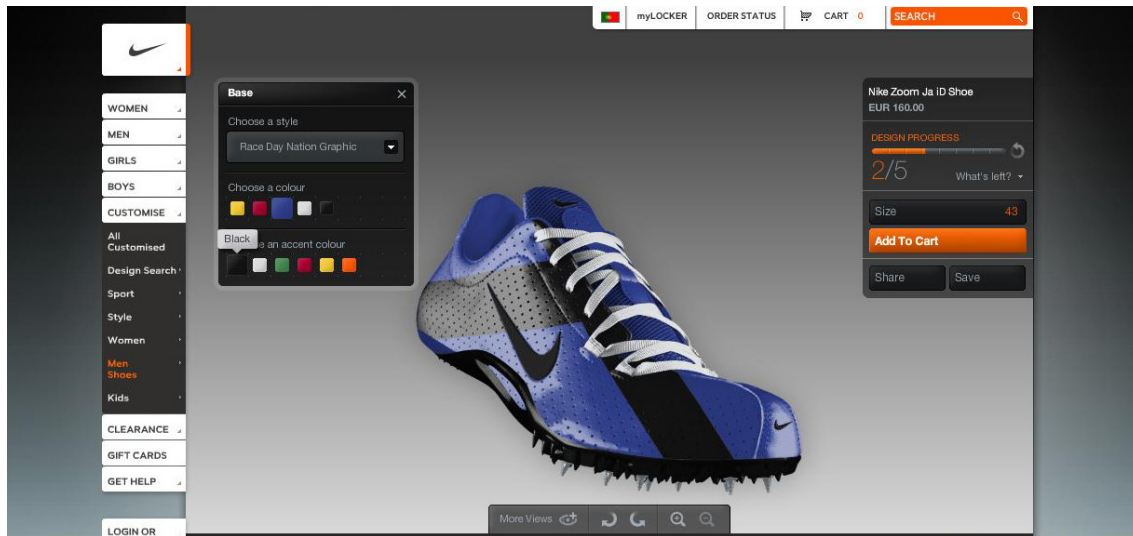 myLOCKER
ORDER STATUS
CART 0
SEARCH
WOMEN
MEN
GIRLS
BOYS
CUSTOMISE
All
Customised
Design Search
Sport
Style
Women
Men
Shoes
Kids
CLEARANCE
GIFT CARDS
GET HELP
LOGIN OR
Base
Choose a style
Race Day Nation Graphic
Choose a colour
Black
se an accent colour
Nike Zoom Ja iD Shoe
EUR 160.00
DESIGN PROGRESS
2/5
What's left?
Size 43
Add To Cart
Share
Save
More Views